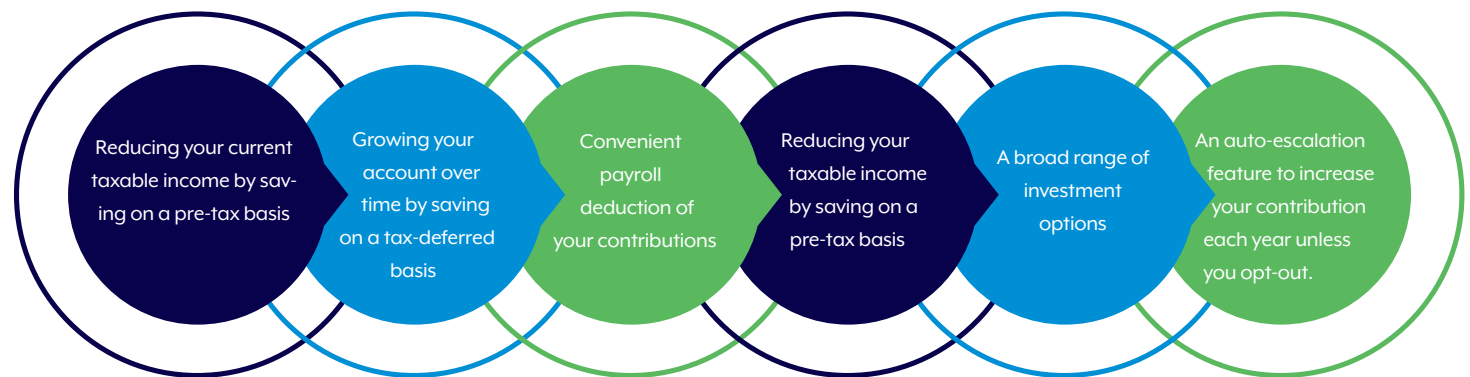 Reducing your current
taxable income by sav-
ing on a pre-tax basis
Growing your
account over
time by saving
on a tax-deferred
basis
Convenient
payroll
deduction of
your contributions
Reducing your
taxable income
by saving on a
pre-tax basis
A broad range of
investment
options
An auto-escalation
feature to increase
your contribution
each year unless
you opt-out.